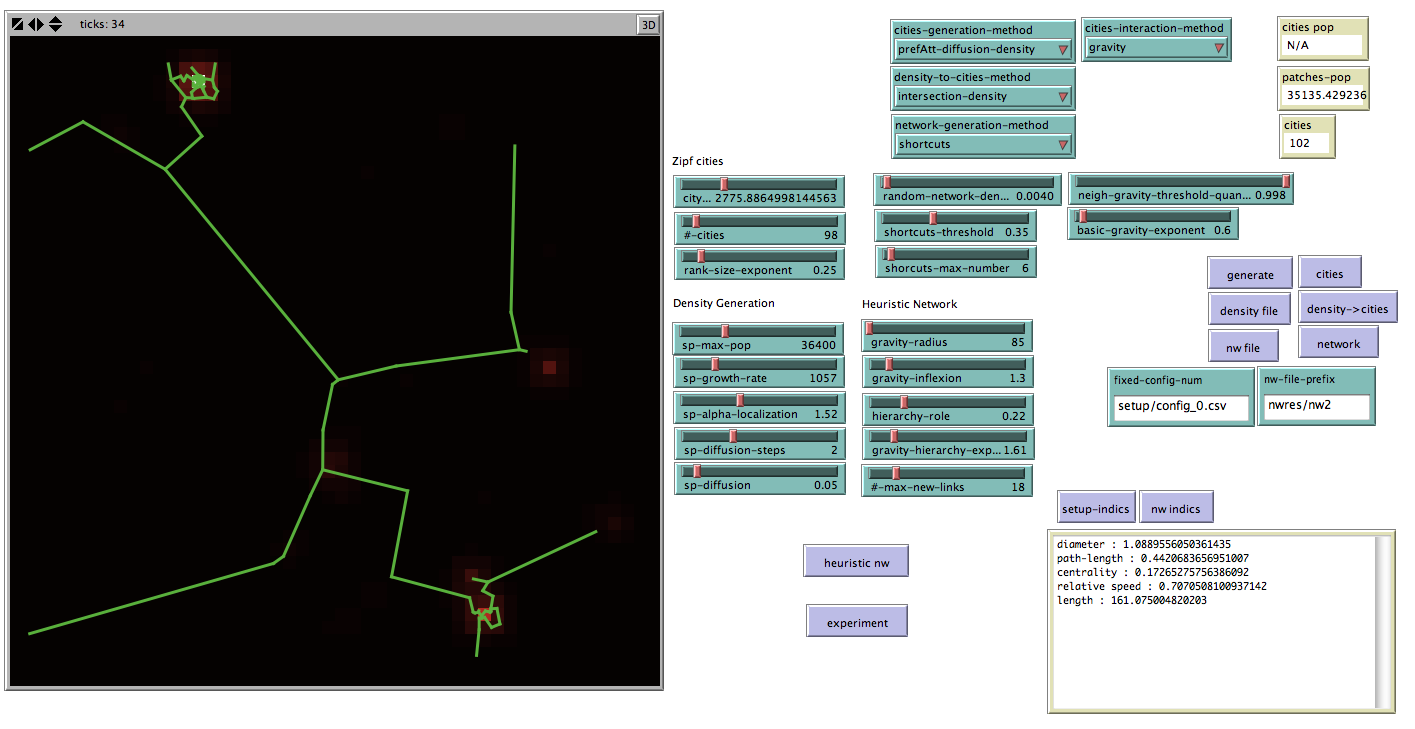 ticks: 34
3D
cities-generation-method
prefAtt-diffusion-density
cities-interaction-method
gravity
cities pop
N/A
density-to-cities-method
intersection-density
patches-pop
35135.429236
network-generation-method
shortcuts
cities
102
Zipf cities
city... 2775.8864998144563
random-network-den... 0.0040
neigh-gravity-threshold-quan... 0.998
#-cities 98
shortcuts-threshold 0.35
basic-gravity-exponent 0.6
rank-size-exponent 0.25
shorcuts-max-number 6
generate
cities
Density Generation
Heuristic Network
density file
density->cities
sp-max-pop 36400
gravity-radius 85
nw file
network
sp-growth-rate 1057
gravity-inflexion 1.3
fixed-config-num
setup/config_0.csv
nw-file-prefix
nwres/nw2
sp-alpha-localization 1.52
hierarchy-role 0.22
sp-diffusion-steps 2
gravity-hierarchy-exp... 1.61
sp-diffusion 0.05
#-max-new-links 18
setup-indics
nw indics
heuristic nw
experiment
diameter : 1.0889556050361435
path-length : 0.4420683656951007
centrality : 0.17265275756386092
relative speed : 0.7070508100937142
length : 161.075004820203